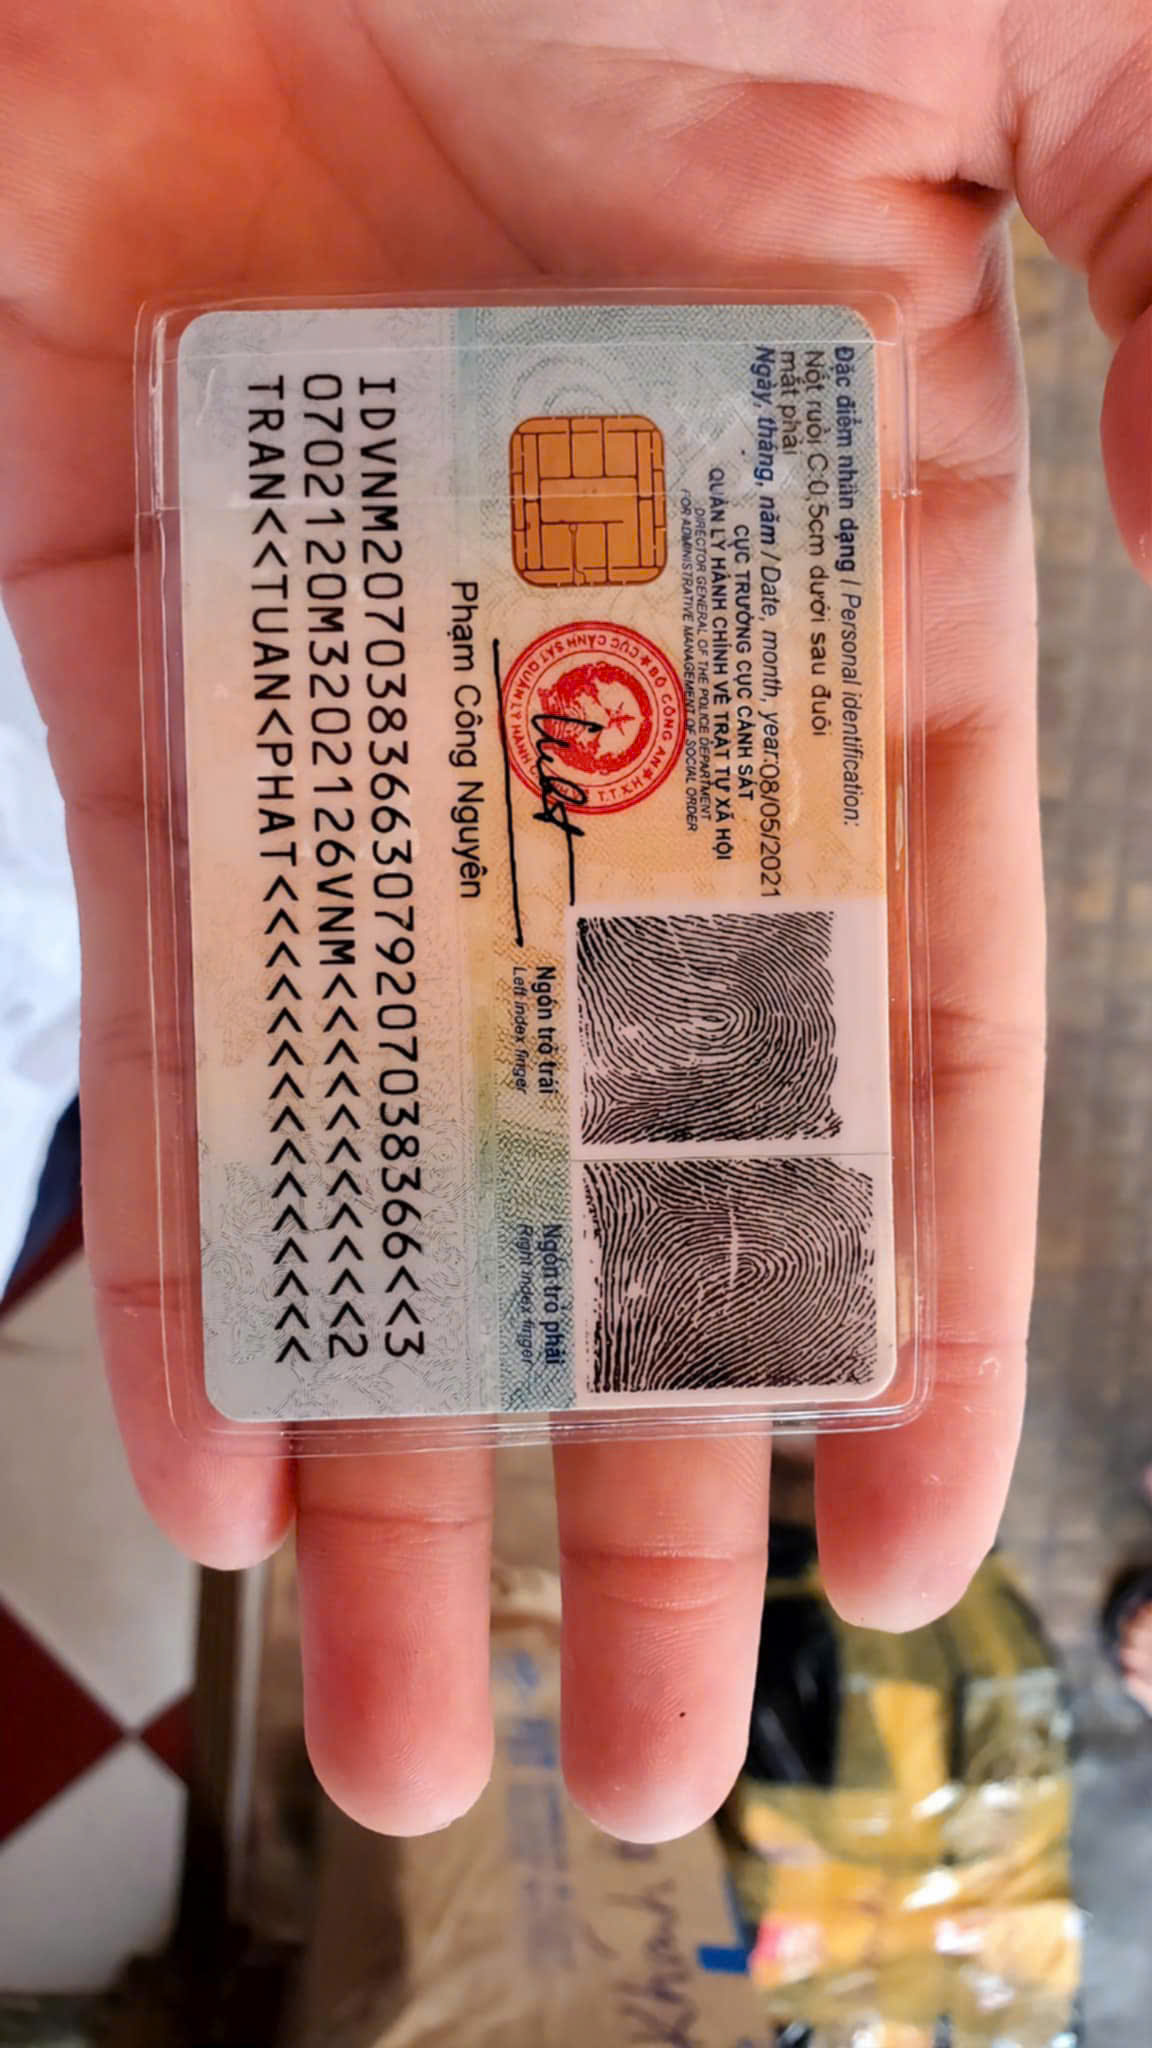 Đặc điểm nhân dạng / Personal identification:
Nốt ruồi C:0,5cm dưới sau đuôi
mắt phải
Ngày, tháng, năm / Date, month, year:08/05/2021
CỤC TRƯỞNG CỤC CẢNH SÁT
QUẢN LÝ HÀNH CHÍNH VỀ TRẬT TỰ XÃ HỘI
DIRECTOR GENERAL OF THE POLICE DEPARTMENT
FOR ADMINISTRATIVE MANAGEMENT OF SOCIAL ORDER
BỘ CÔNG AN
CỤC CẢNH SÁT QUẢN LÝ HÀNH CHÍNH T.T.X.H
Phạm Công Nguyên
Ngón trỏ trái
Left index finger
Ngón trỏ phải
Right index finger
IDVNM2070383663079207038366<<3
0702120M3202126VNM<<<<<<<<<<<2
TRAN<<TUAN<PHAT<<<<<<<<<<<<<<<